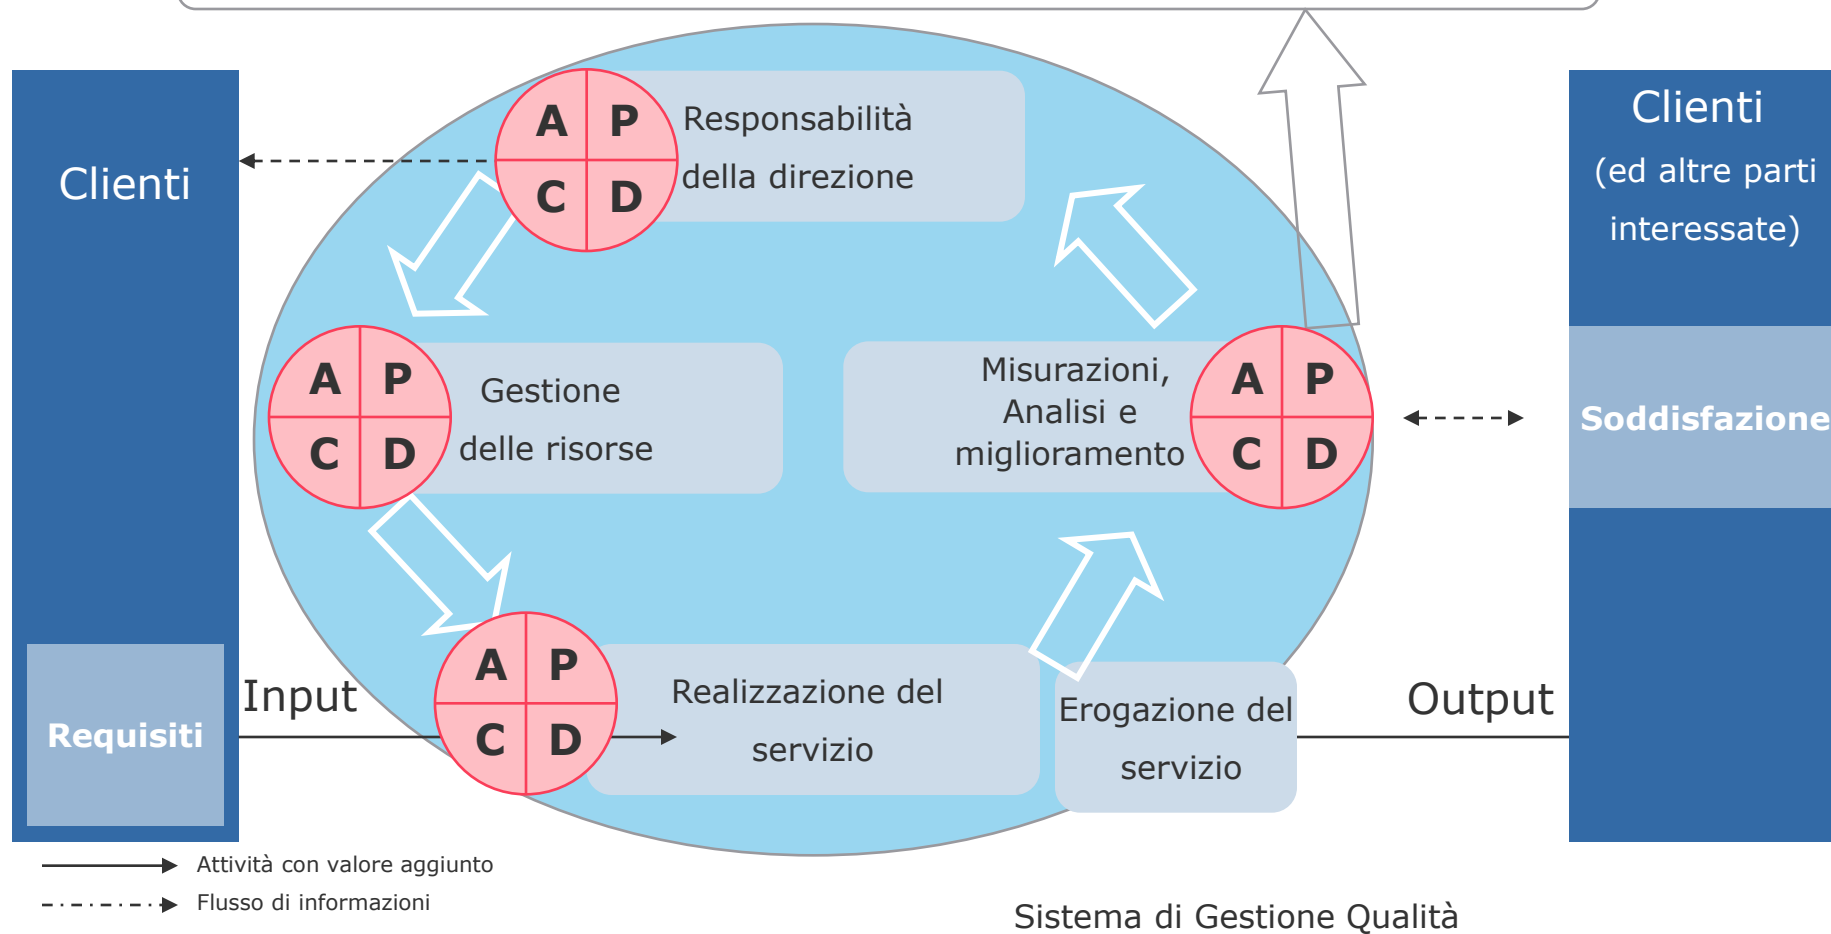 Clienti
A P
C D
Responsabilità
della direzione
Clienti
(ed altre parti
interessate)
A P
C D
Gestione
delle risorse
Misurazioni,
Analisi e
miglioramento
A P
C D
Soddisfazione
Requisiti
Input
A P
C D
Realizzazione del
servizio
Erogazione del
servizio
Output
Attività con valore aggiunto
Flusso di informazioni
Sistema di Gestione Qualità